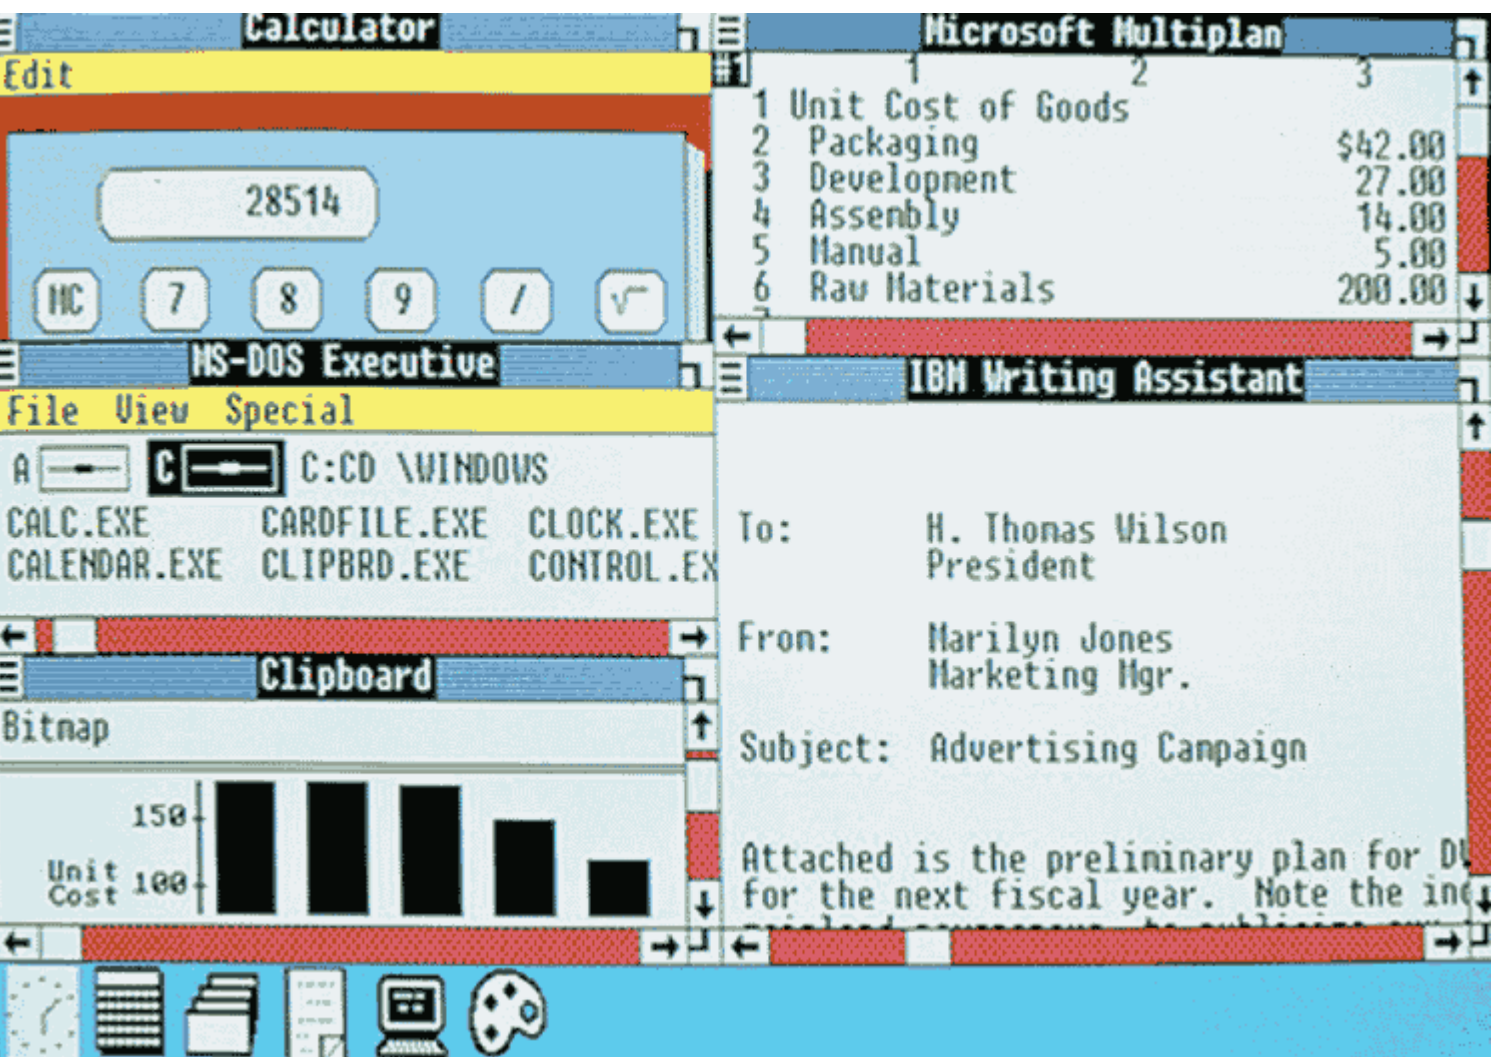 Calculator
Edit
28514
MC 7 8 9 / √
Microsoft Multiplan
#1 1 2 3
1 Unit Cost of Goods
2 Packaging $42.00
3 Development 27.00
4 Assembly 14.00
5 Manual 5.00
6 Raw Materials 200.00
MS-DOS Executive
File View Special
A C C:CD \WINDOWS
CALC.EXE CARDFILE.EXE CLOCK.EXE
CALENDAR.EXE CLIPBRD.EXE CONTROL.EX
Clipboard
Bitmap
150
Unit
Cost 100
IBM Writing Assistant
To: H. Thomas Wilson
President
From: Marilyn Jones
Marketing Mgr.
Subject: Advertising Campaign
Attached is the preliminary plan for
for the next fiscal year. Note the